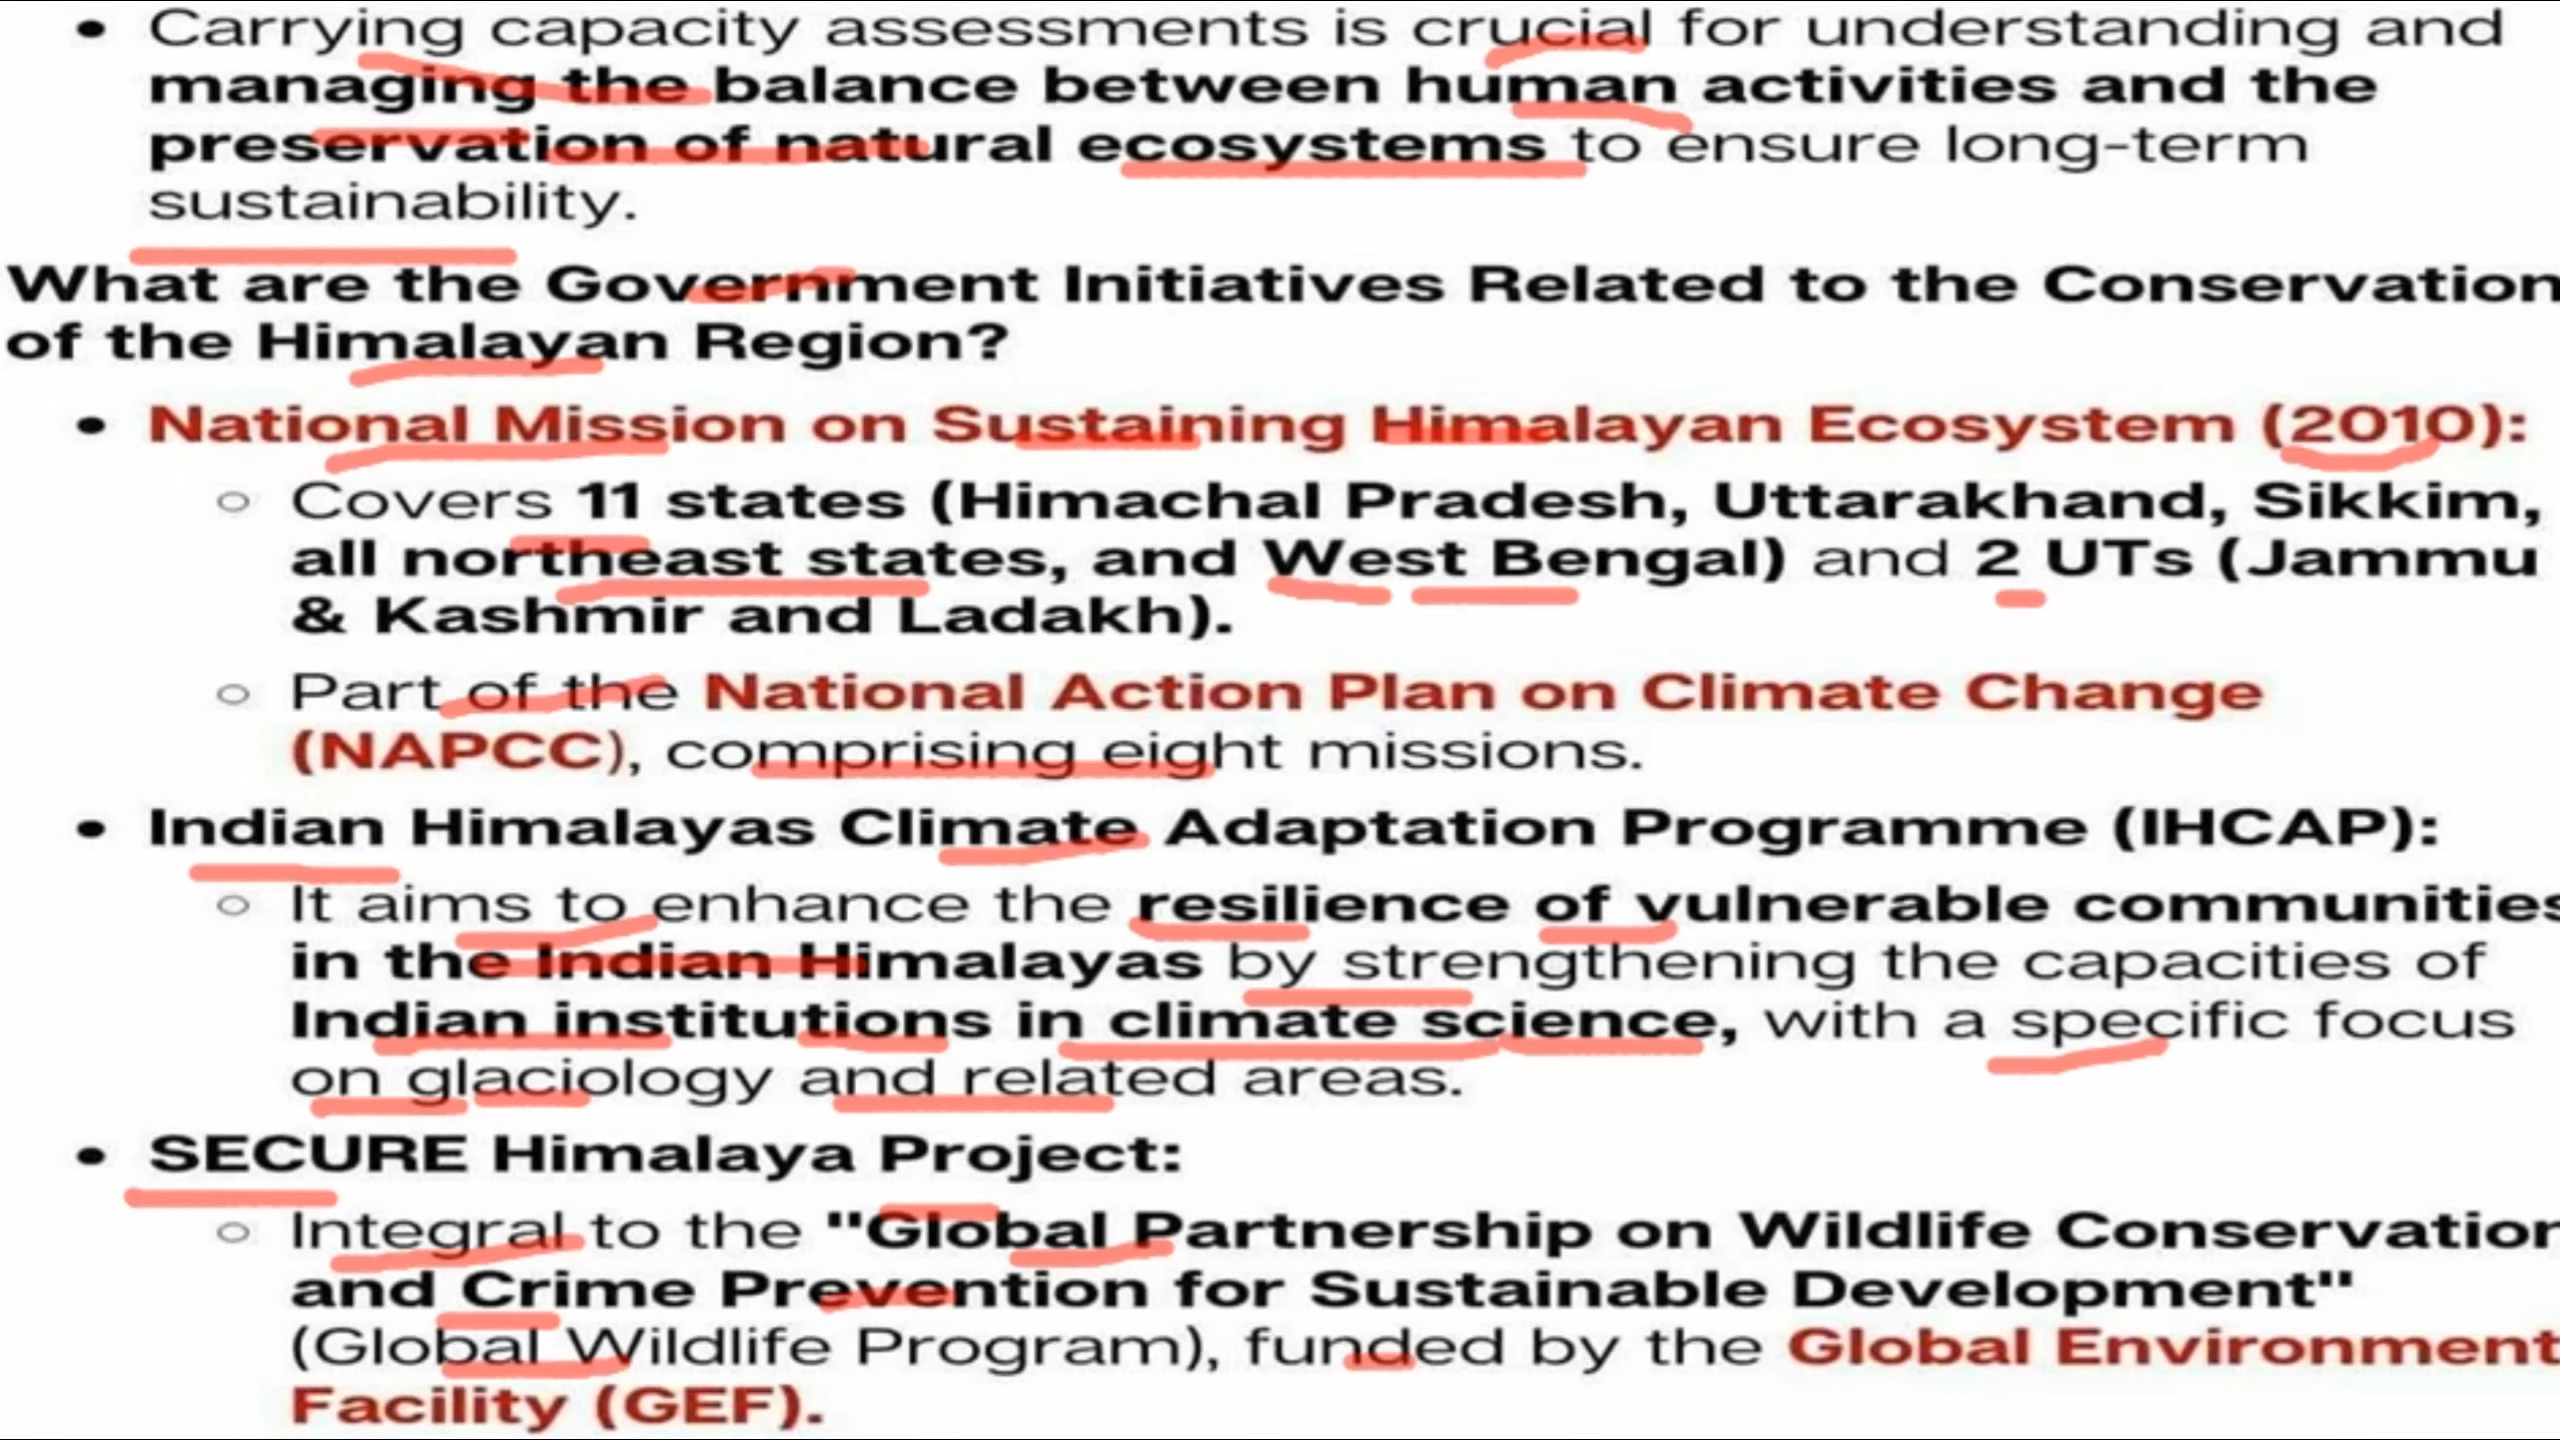 • Carrying capacity assessments is crucial for understanding and
managing the balance between human activities and the
preservation of natural ecosystems to ensure long-term
sustainability.
What are the Government Initiatives Related to the Conservation
of the Himalayan Region?
• National Mission on Sustaining Himalayan Ecosystem (2010):
○ Covers 11 states (Himachal Pradesh, Uttarakhand, Sikkim,
all northeast states, and West Bengal) and 2 UTs (Jammu
& Kashmir and Ladakh).
○ Part of the National Action Plan on Climate Change
(NAPCC), comprising eight missions.
• Indian Himalayas Climate Adaptation Programme (IHCAP):
○ It aims to enhance the resilience of vulnerable communities
in the Indian Himalayas by strengthening the capacities of
Indian institutions in climate science, with a specific focus
on glaciology and related areas.
• SECURE Himalaya Project:
○ Integral to the "Global Partnership on Wildlife Conservation
and Crime Prevention for Sustainable Development"
(Global Wildlife Program), funded by the Global Environment
Facility (GEF).